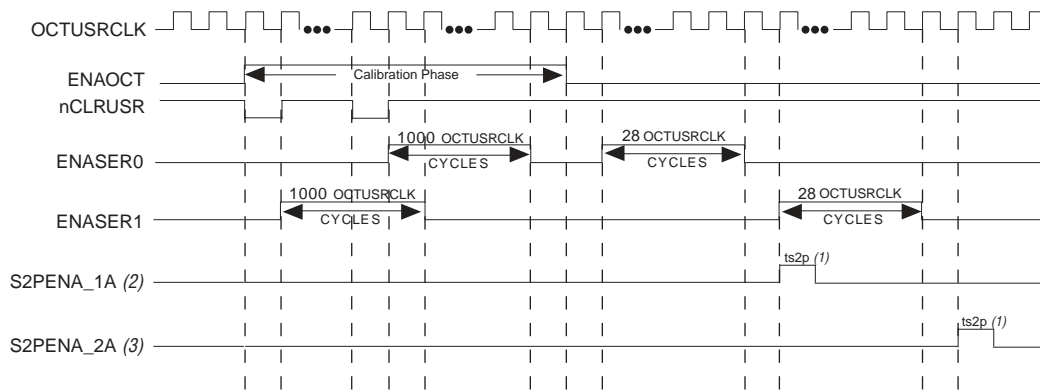 OCTUSRCLK
ENAOCT
Calibration Phase
nCLRUSR
1000 OCTUSRCLK
28 OCTUSRCLK
ENASER0
CYCLES
CYCLES
1000 OCTUSRCLK
28 OCTUSRCLK
ENASER1
CYCLES
CYCLES
ts2p (1)
S2PENA_1A (2)
ts2p (1)
S2PENA_2A (3)